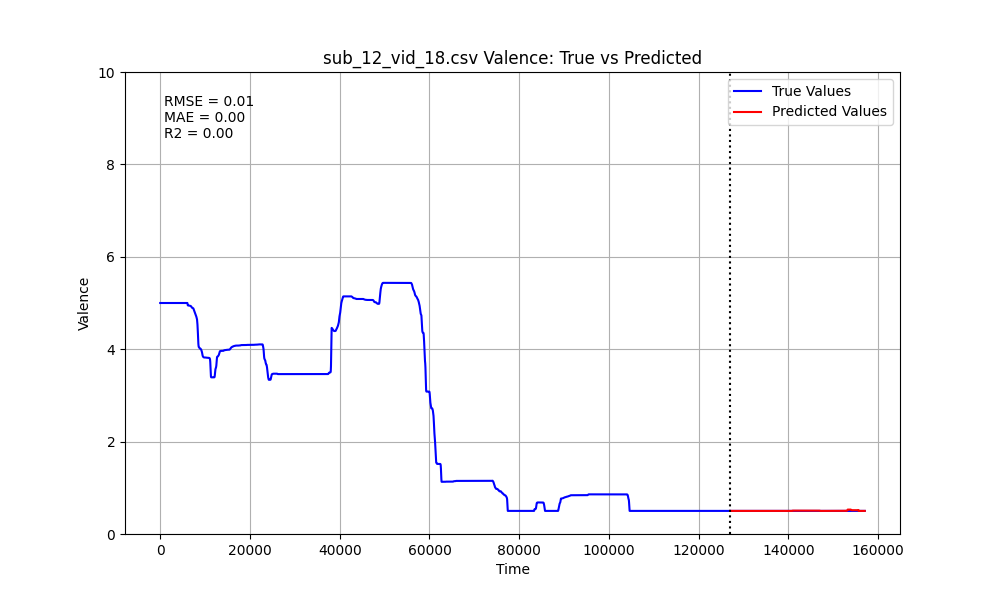 sub_12_vid_18.csv Valence: True vs Predicted
RMSE = 0.01
MAE = 0.00
R2 = 0.00
True Values
Predicted Values
10
8
6
4
2
0
Valence
0 20000 40000 60000 80000 100000 120000 140000 160000
Time